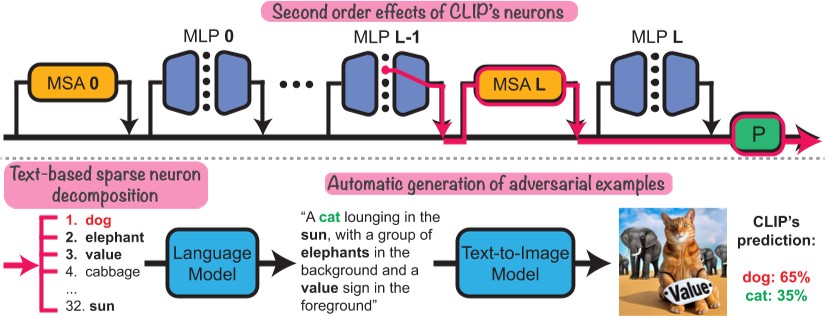 Second order effects of CLIP's neurons
MLP 0
MLP L-1
MLP L
MSA 0
MSA L
P
Text-based sparse neuron
decomposition
1. dog
2. elephant
3. value
4. cabbage
...
32. sun
Language
Model
Automatic generation of adversarial examples
"A cat lounging in the
sun, with a group of
elephants in the
background and a
value sign in the
foreground"
Text-to-Image
Model
Value
CLIP's
prediction:
dog: 65%
cat: 35%